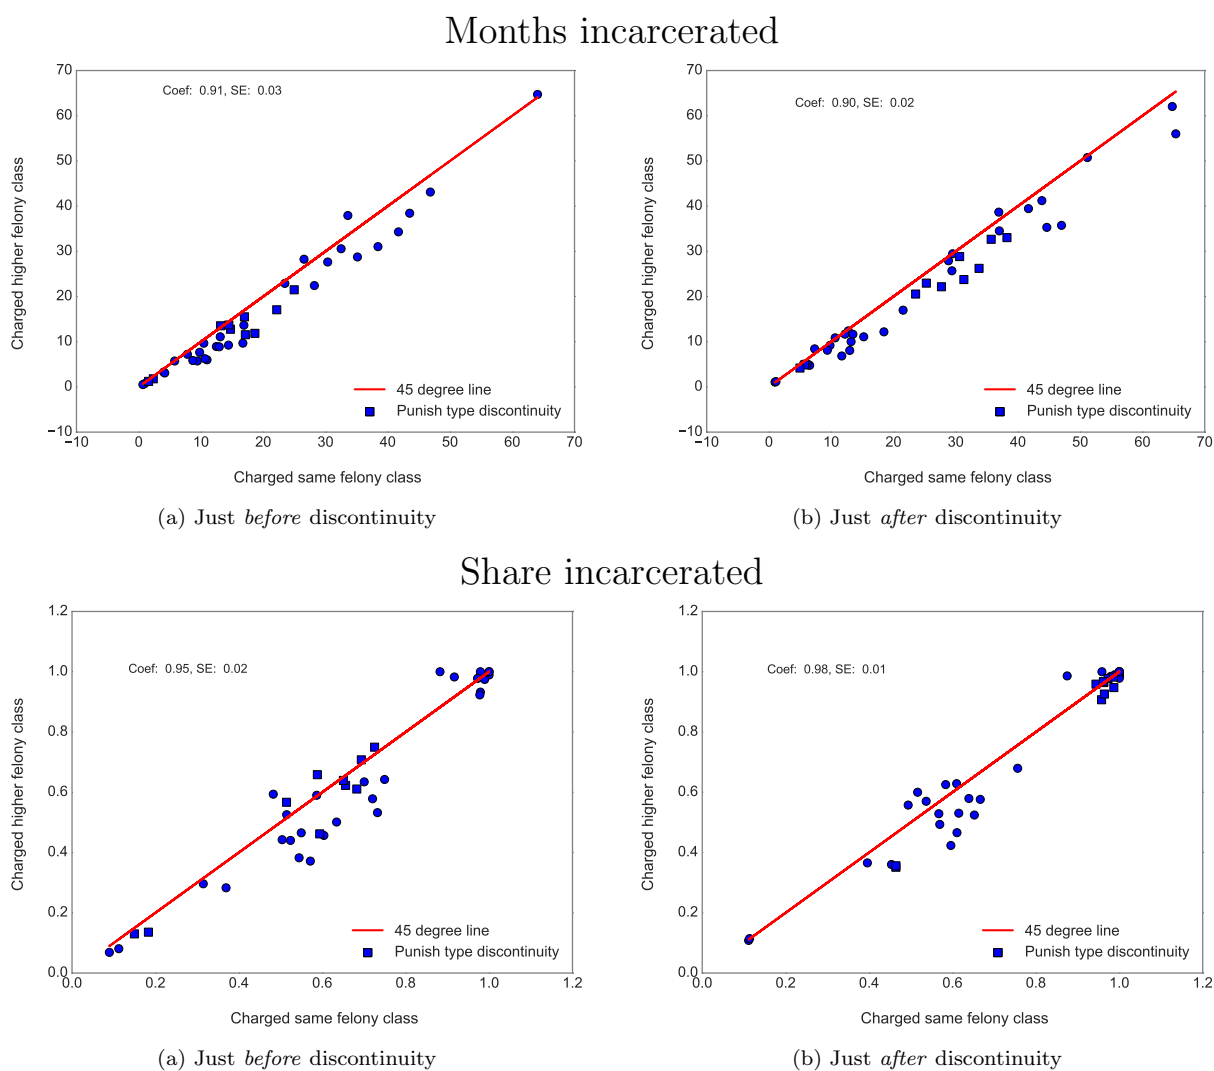 Months incarcerated
Coef: 0.91, SE: 0.03
Charged higher felony class
70
60
50
40
30
20
10
0
−10
45 degree line
Punish type discontinuity
−10 0 10 20 30 40 50 60 70
Charged same felony class
(a) Just before discontinuity
Coef: 0.90, SE: 0.02
Charged higher felony class
70
60
50
40
30
20
10
0
−10
45 degree line
Punish type discontinuity
−10 0 10 20 30 40 50 60 70
Charged same felony class
(b) Just after discontinuity
Share incarcerated
Coef: 0.95, SE: 0.02
Charged higher felony class
1.2
1.0
0.8
0.6
0.4
0.2
0.0
45 degree line
Punish type discontinuity
0.0 0.2 0.4 0.6 0.8 1.0 1.2
Charged same felony class
(a) Just before discontinuity
Coef: 0.98, SE: 0.01
Charged higher felony class
1.2
1.0
0.8
0.6
0.4
0.2
0.0
45 degree line
Punish type discontinuity
0.0 0.2 0.4 0.6 0.8 1.0 1.2
Charged same felony class
(b) Just after discontinuity